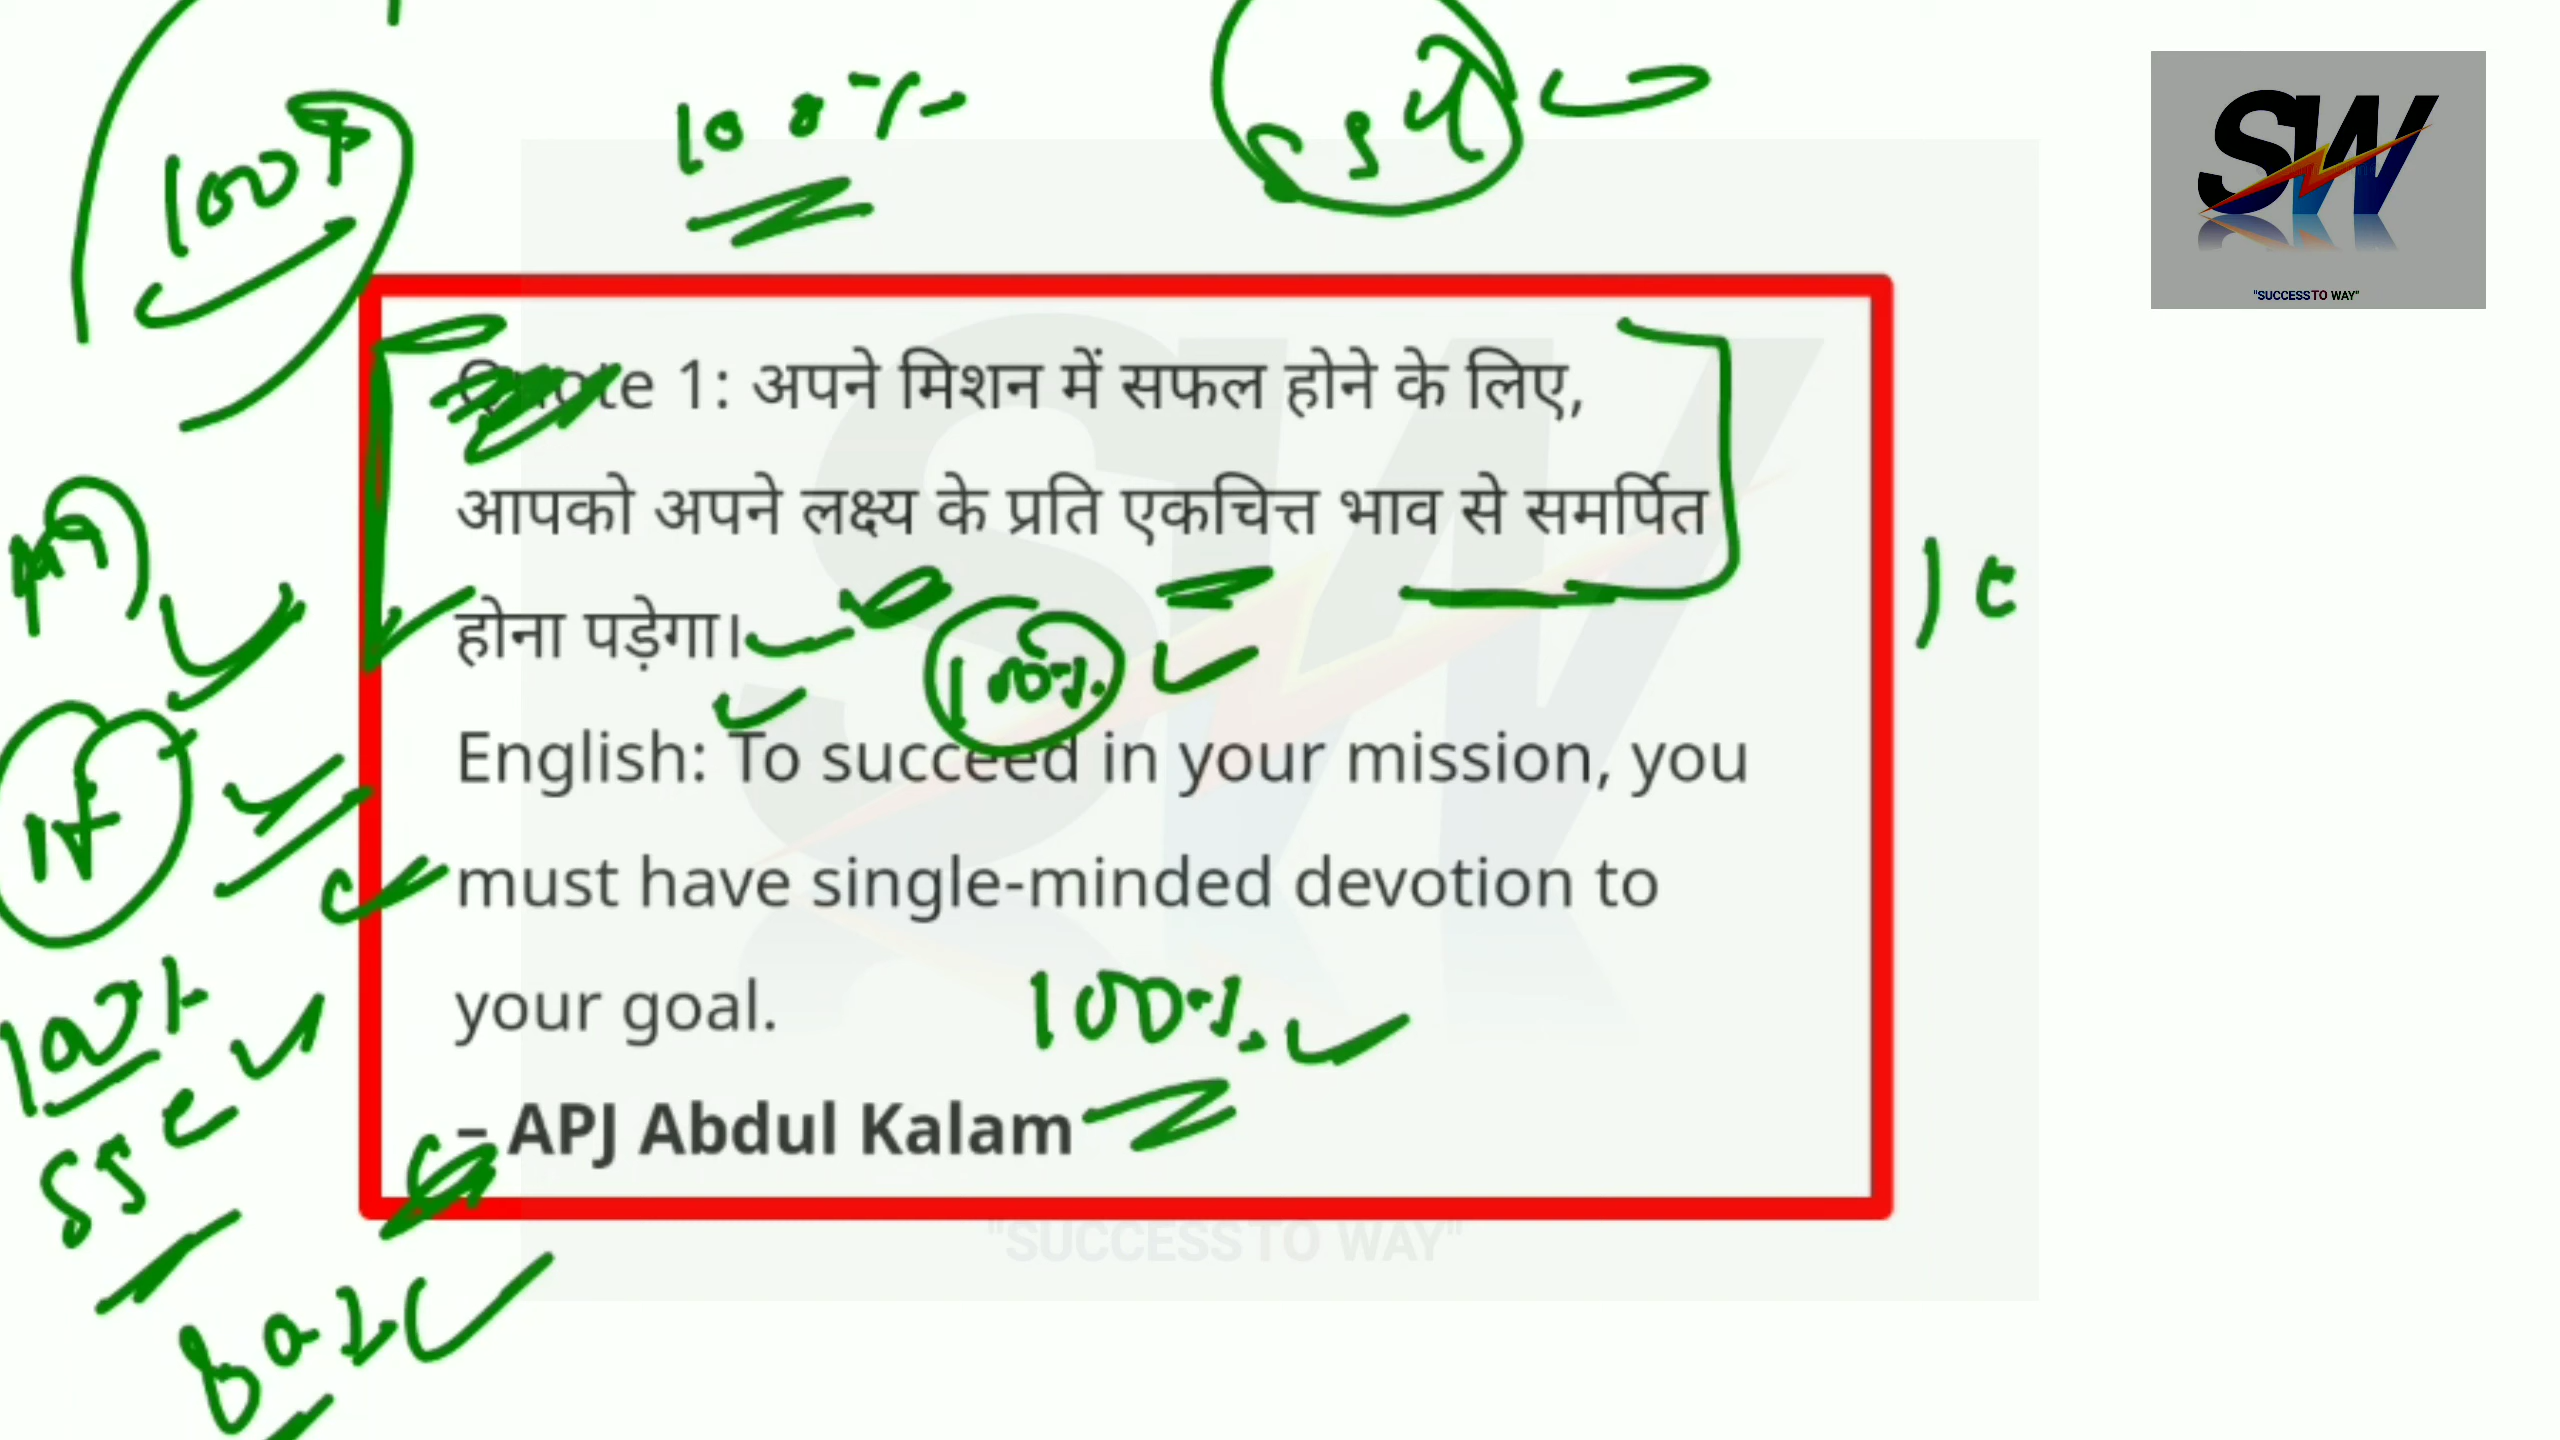 100%
SW
"SUCCESS TO WAY"
Quote 1: अपने मिशन में सफल होने के लिए,
आपको अपने लक्ष्य के प्रति एकचित्त भाव से समर्पित
होना पड़ेगा।
100%
English: To succeed in your mission, you
must have single-minded devotion to
your goal.
100%
– APJ Abdul Kalam
"SUCCESS TO WAY"